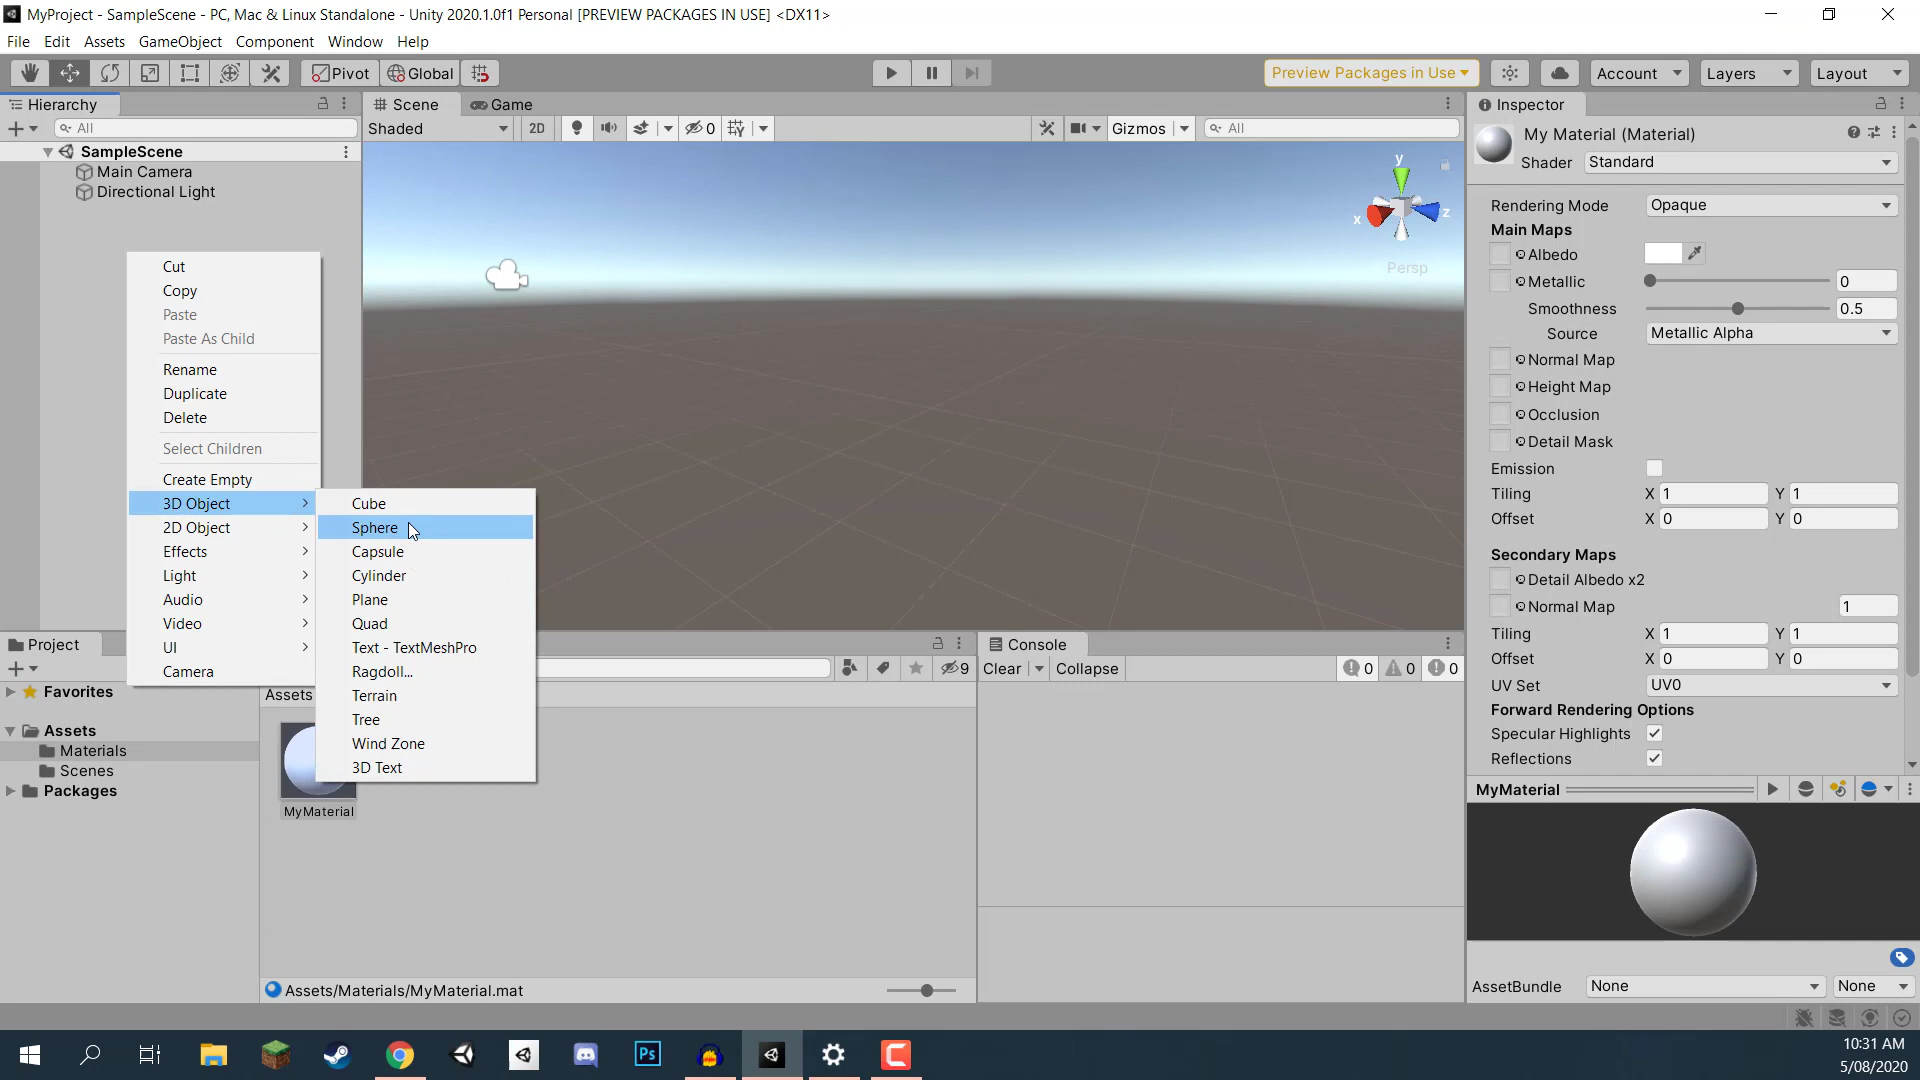 MyProject - SampleScene - PC, Mac & Linux Standalone - Unity 2020.1.0f1 Personal [PREVIEW PACKAGES IN USE] <DX11>
File Edit Assets GameObject Component Window Help
Pivot Global Preview Packages in Use Account Layers Layout
Hierarchy
All
SampleScene
Main Camera
Directional Light
Cut
Copy
Paste
Paste As Child
Rename
Duplicate
Delete
Select Children
Create Empty
3D Object
2D Object
Effects
Light
Audio
Video
UI
Camera
Cube
Sphere
Capsule
Cylinder
Plane
Quad
Text - TextMeshPro
Ragdoll...
Terrain
Tree
Wind Zone
3D Text
Scene Game
Shaded 2D 0 Gizmos All
y
x z
Persp
Project
9
Favorites
Assets
Materials
Scenes
Packages
Assets
MyMaterial
Assets/Materials/MyMaterial.mat
Console
Clear Collapse 0 0 0
Inspector
My Material (Material)
Shader Standard
Rendering Mode Opaque
Main Maps
Albedo
Metallic 0
Smoothness 0.5
Source Metallic Alpha
Normal Map
Height Map
Occlusion
Detail Mask
Emission
Tiling X 1 Y 1
Offset X 0 Y 0
Secondary Maps
Detail Albedo x2
Normal Map 1
Tiling X 1 Y 1
Offset X 0 Y 0
UV Set UV0
Forward Rendering Options
Specular Highlights
Reflections
MyMaterial
AssetBundle None None
Ps
10:31 AM
5/08/2020